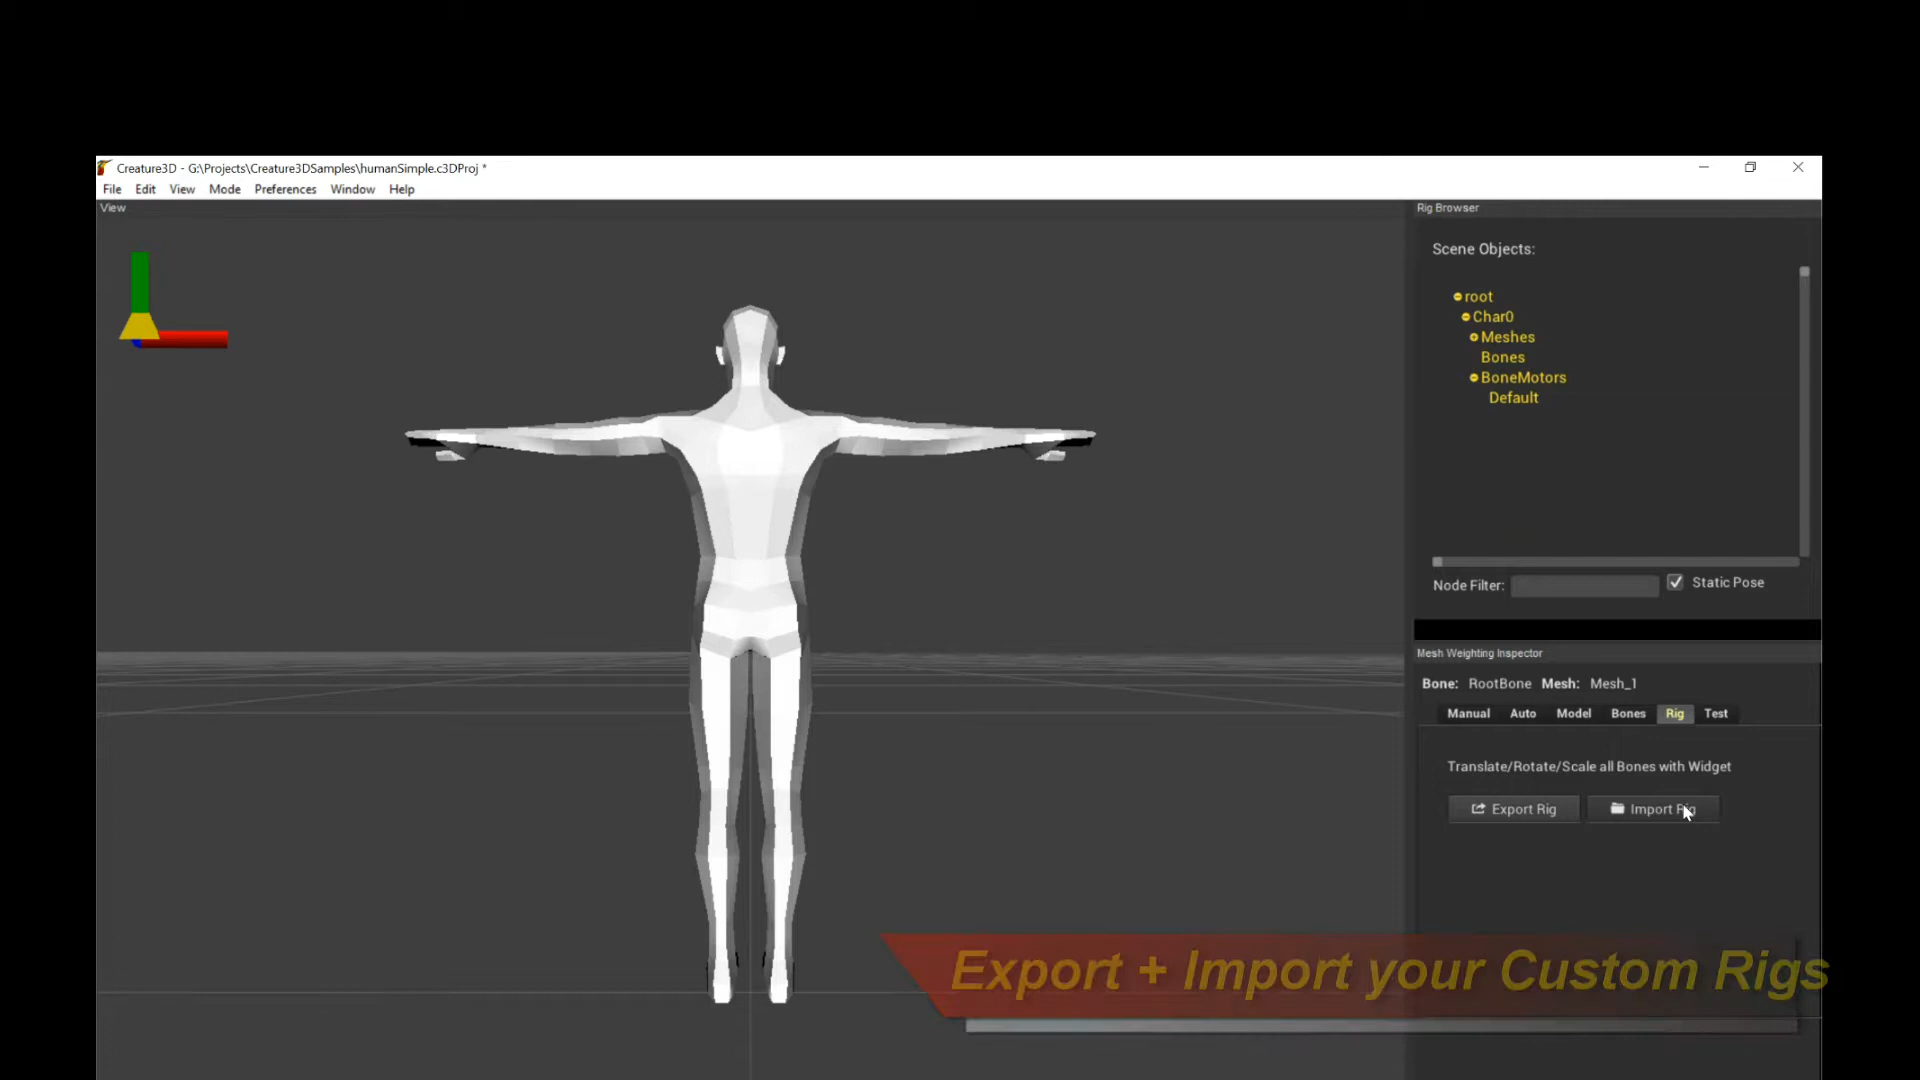 Creature3D - G:\Projects\Creature3DSamples\humanSimple.c3DProj *
File Edit View Mode Preferences Window Help
View
Rig Browser
Scene Objects:
root
Char0
Meshes
Bones
BoneMotors
Default
Node Filter: Static Pose
Mesh Weighting Inspector
Bone: RootBone Mesh: Mesh_1
Manual Auto Model Bones Rig Test
Translate/Rotate/Scale all Bones with Widget
Export Rig Import Rig
Export + Import your Custom Rigs